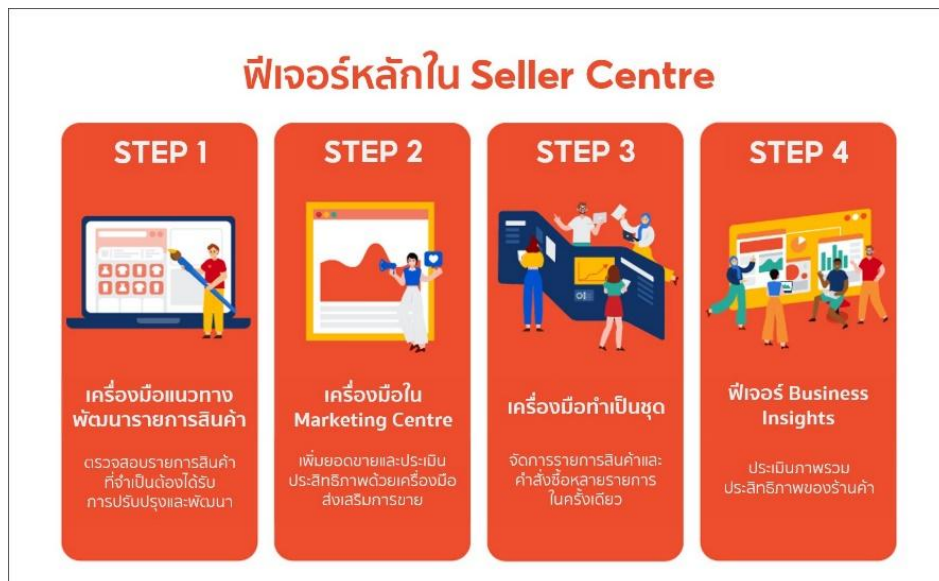 ฟีเจอร์หลักใน Seller Centre
STEP 1
เครื่องมือแนวทาง
พัฒนารายการสินค้า
ตรวจสอบรายการสินค้า
ที่จำเป็นต้องได้รับ
การปรับปรุงและพัฒนา
STEP 2
เครื่องมือใน
Marketing Centre
เพิ่มยอดขายและประเมิน
ประสิทธิภาพด้วยเครื่องมือ
ส่งเสริมการขาย
STEP 3
เครื่องมือทำเป็นชุด
จัดการรายการสินค้าและ
คำสั่งซื้อหลายรายการ
ในครั้งเดียว
STEP 4
ฟีเจอร์ Business
Insights
ประเมินภาพรวม
ประสิทธิภาพของร้านค้า